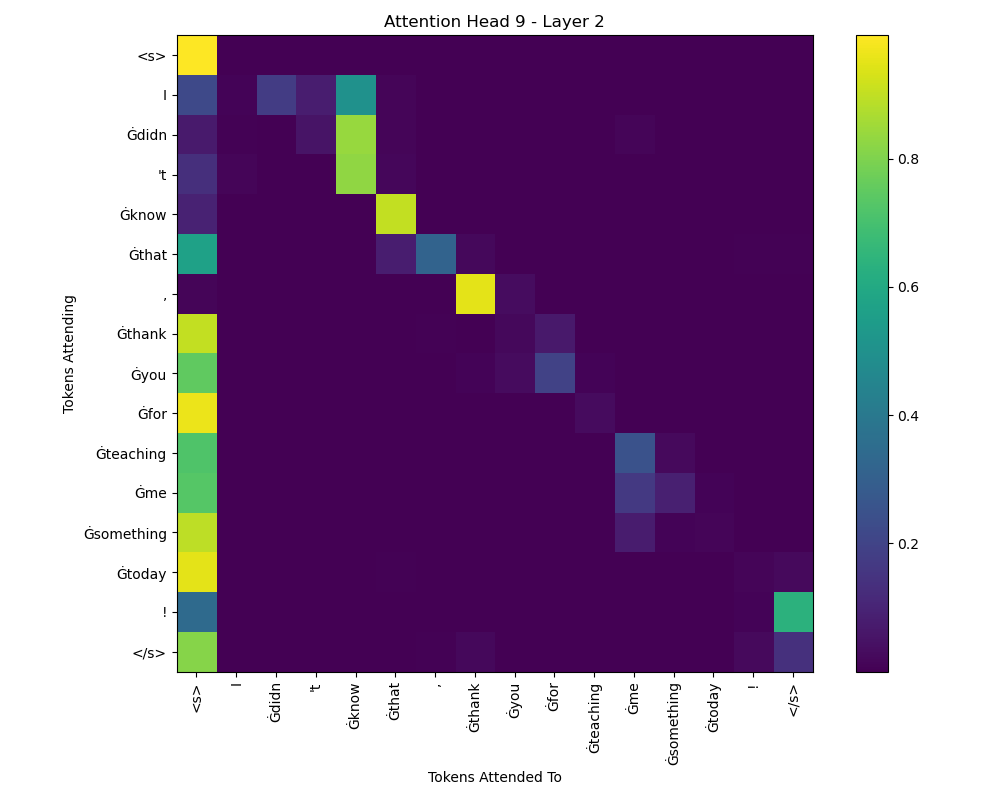 Attention Head 9 - Layer 2
Tokens Attending
<s>
I
Ġdidn
't
Ġknow
Ġthat
,
Ġthank
Ġyou
Ġfor
Ġteaching
Ġme
Ġsomething
Ġtoday
!
</s>
<s>
I
Ġdidn
't
Ġknow
Ġthat
,
Ġthank
Ġyou
Ġfor
Ġteaching
Ġme
Ġsomething
Ġtoday
!
</s>
Tokens Attended To
0.8
0.6
0.4
0.2